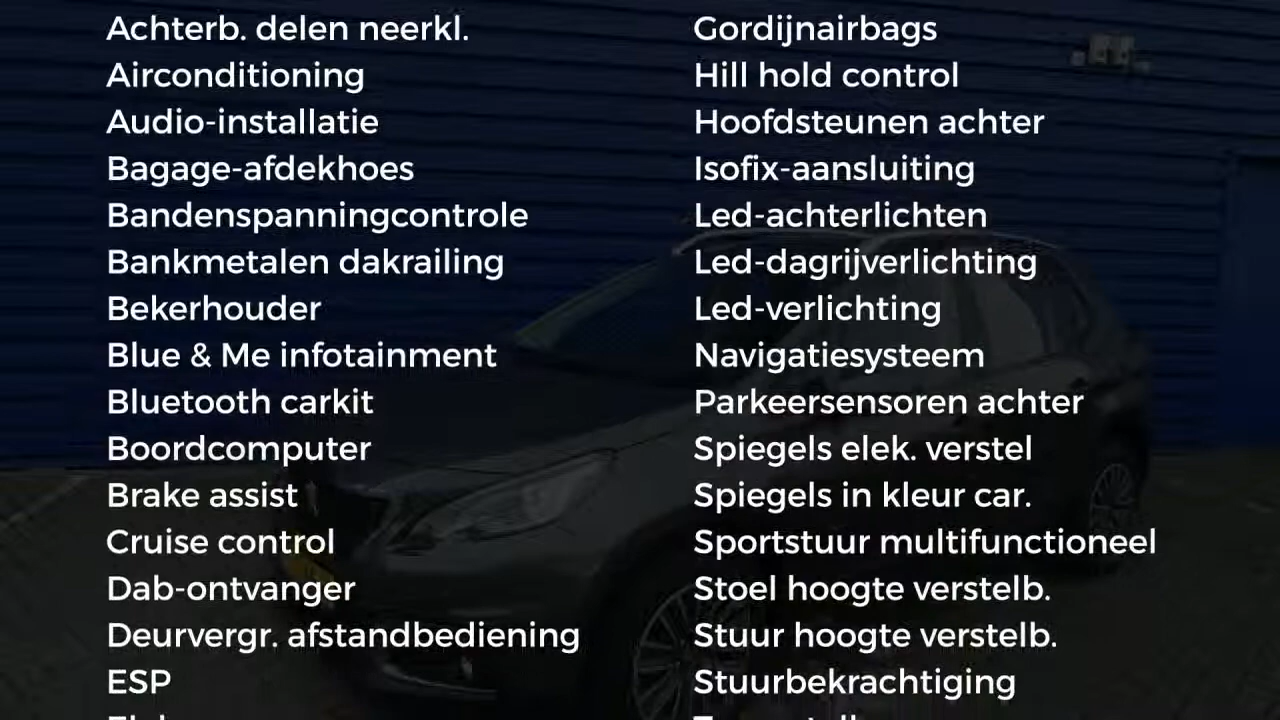 Achterb. delen neerkl.
Airconditioning
Audio-installatie
Bagage-afdekhoes
Bandenspanningcontrole
Bankmetalen dakrailing
Bekerhouder
Blue & Me infotainment
Bluetooth carkit
Boordcomputer
Brake assist
Cruise control
Dab-ontvanger
Deurvergr. afstandbediening
ESP
Gordijnairbags
Hill hold control
Hoofdsteunen achter
Isofix-aansluiting
Led-achterlichten
Led-dagrijverlichting
Led-verlichting
Navigatiesysteem
Parkeersensoren achter
Spiegels elek. verstel
Spiegels in kleur car.
Sportstuur multifunctioneel
Stoel hoogte verstelb.
Stuur hoogte verstelb.
Stuurbekrachtiging